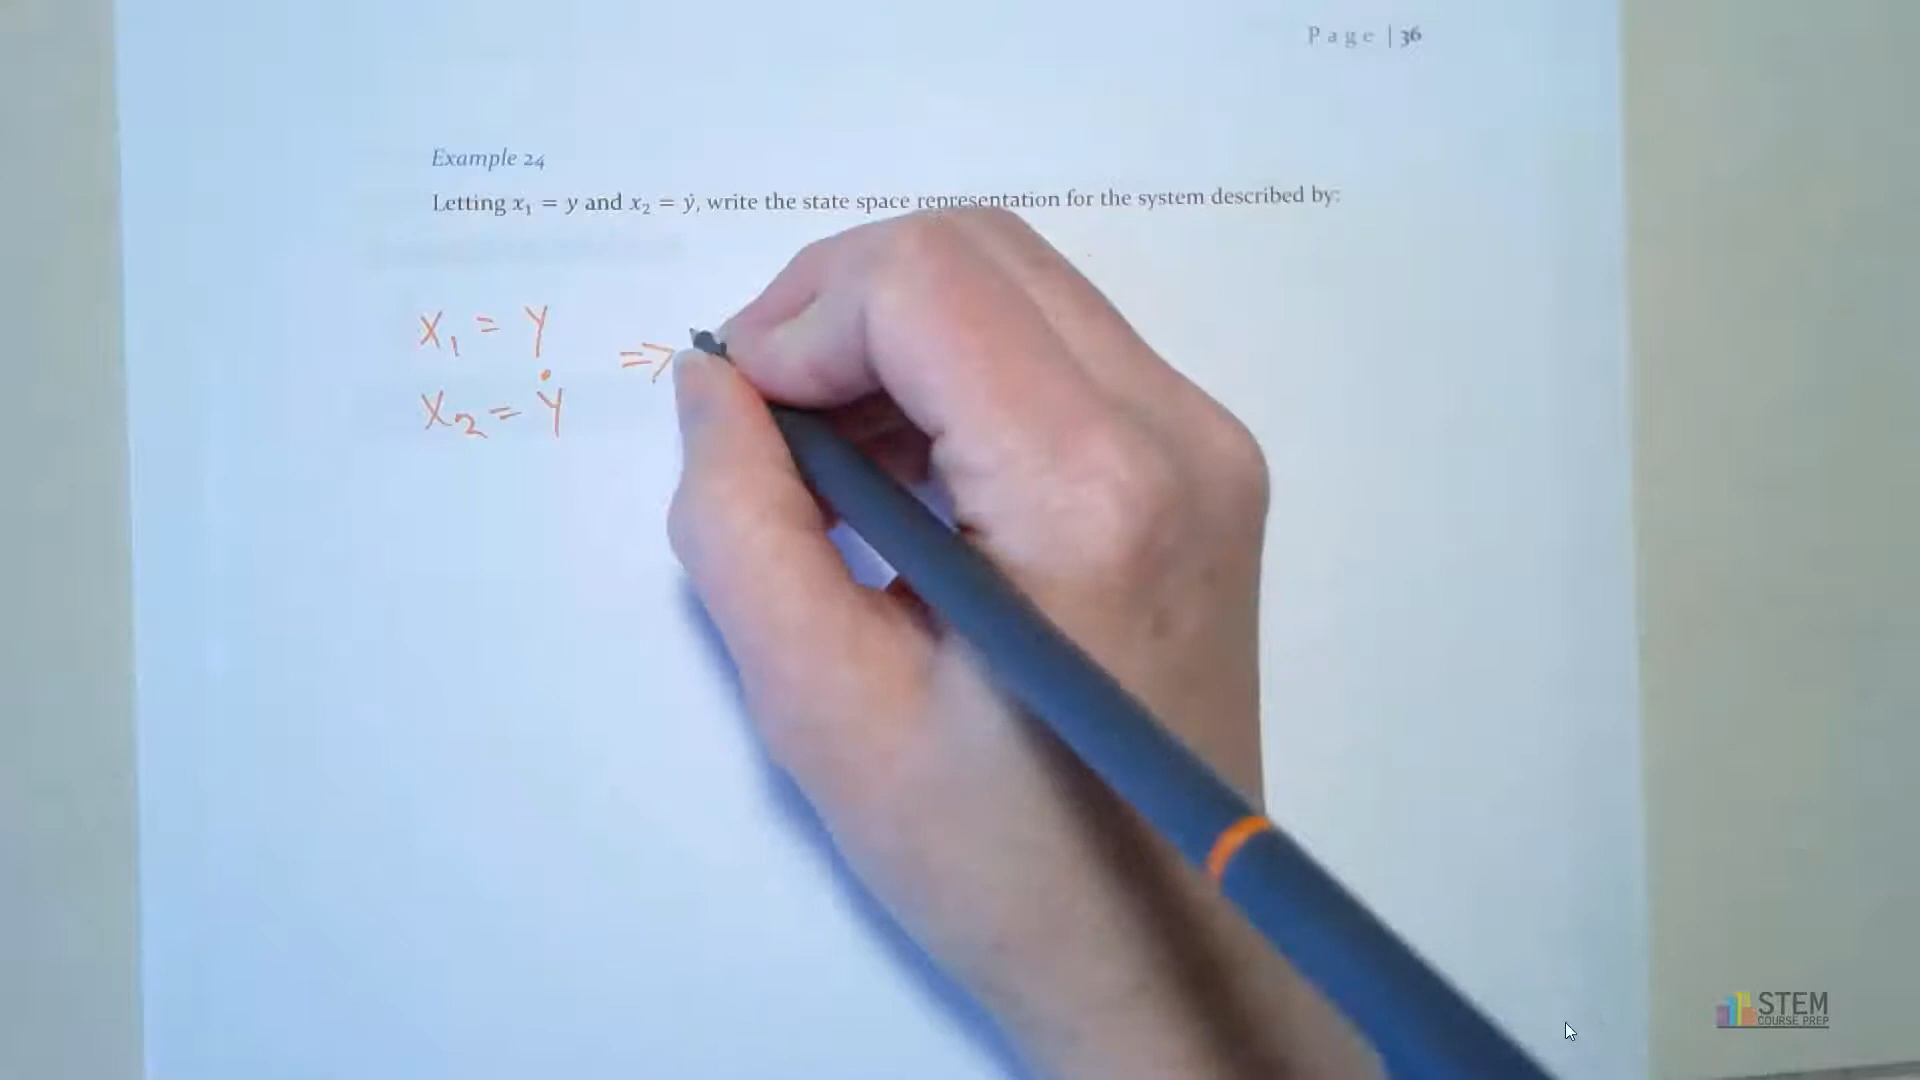 Page | 36
Example 24
Letting x₁ = y and x₂ = ẏ, write the state space representation for the system described by:
x₁ = y
=>
x₂ = ẏ
STEM
COURSE PREP